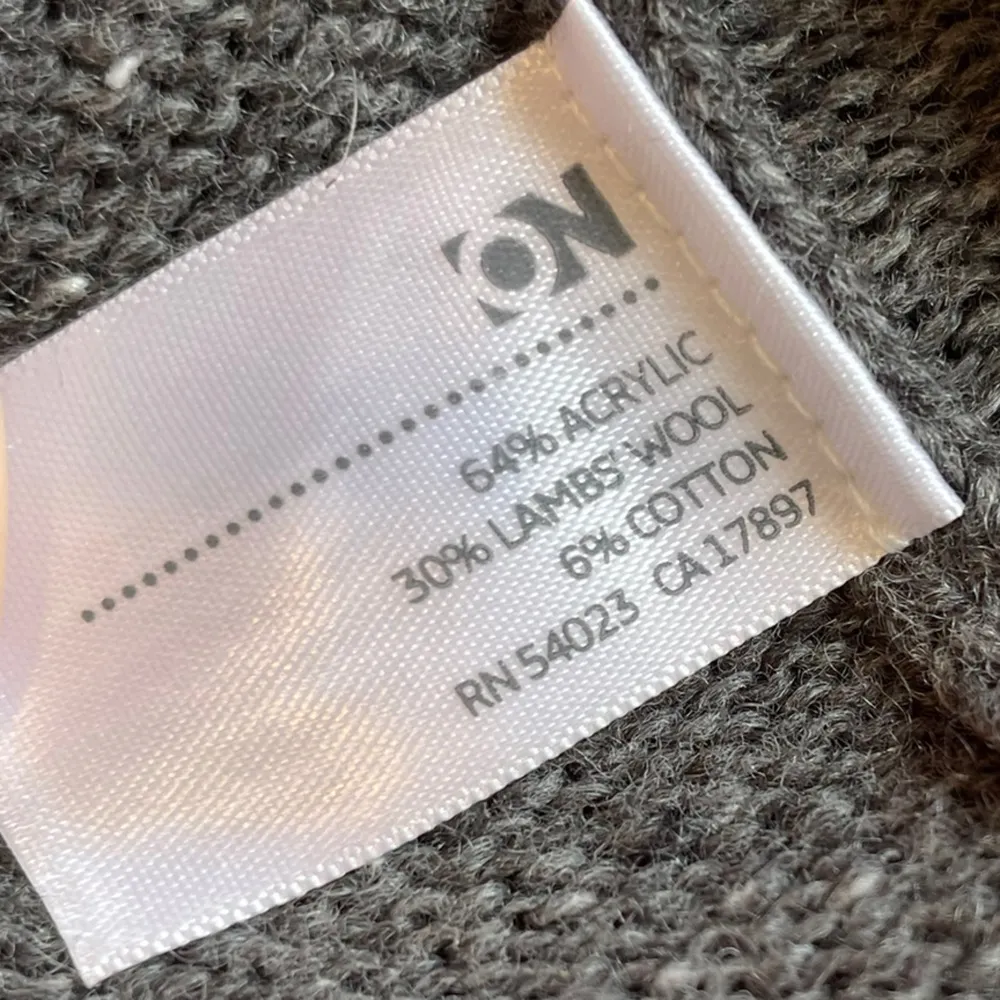 ON
64% ACRYLIC
30% LAMBS' WOOL
6% COTTON
RN 54023 CA 17897